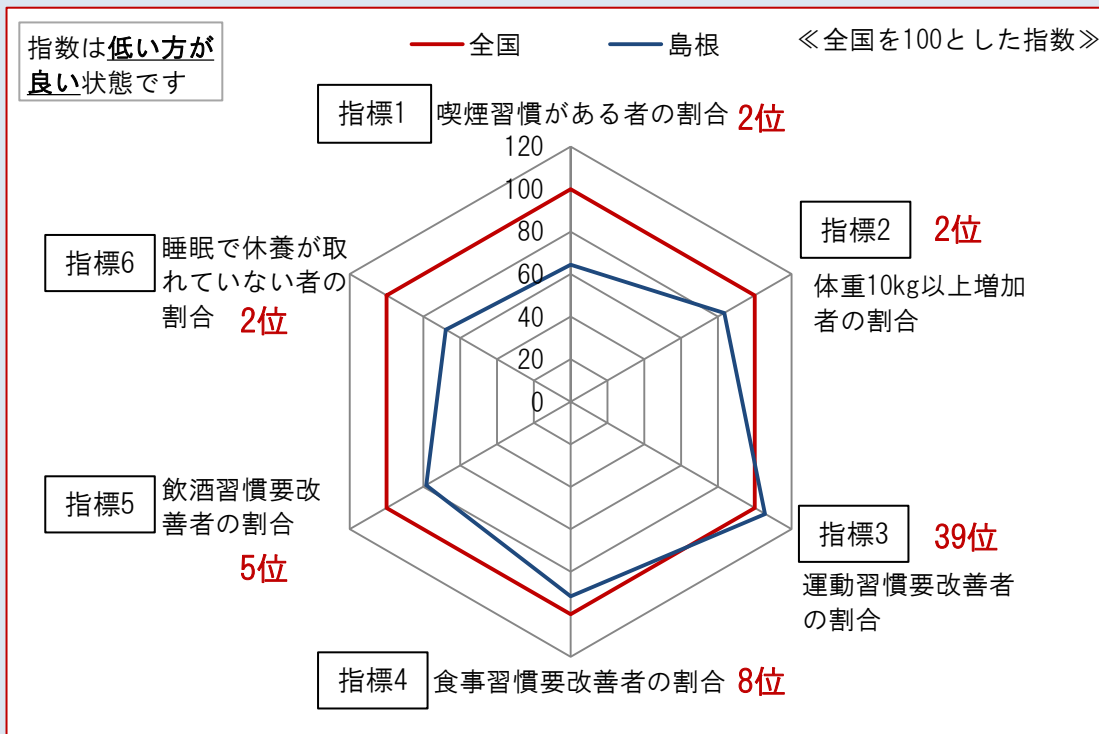 指数は低い方が
良い状態です
全国
島根
≪全国を100とした指数≫
指標1 喫煙習慣がある者の割合 2位
120
100
80
60
40
20
0
指標2 2位
体重10kg以上増加
者の割合
指標3 39位
運動習慣要改善者
の割合
指標4 食事習慣要改善者の割合 8位
指標5
飲酒習慣要改
善者の割合
5位
指標6
睡眠で休養が取
れていない者の
割合 2位